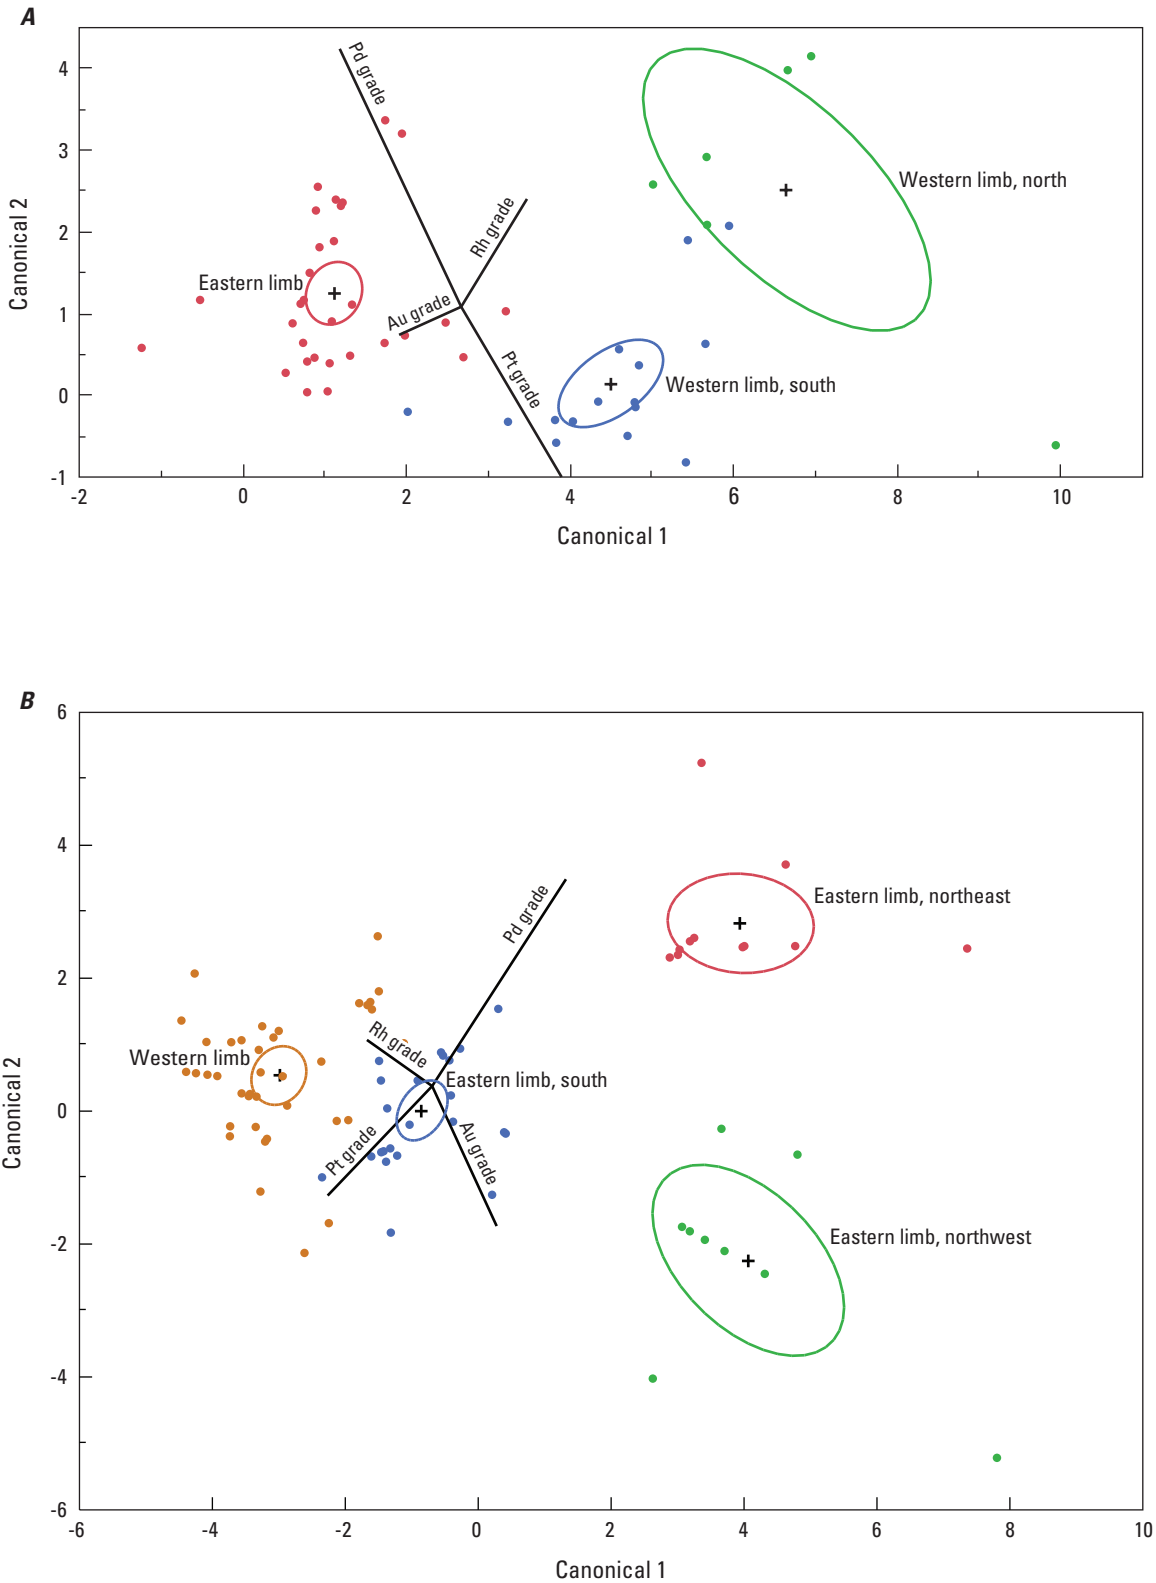 A
Pd grade
Rh grade
Au grade
Pt grade
Eastern limb
Western limb, north
Western limb, south
Canonical 2
4
3
2
1
0
-1
-2
0
2
4
6
8
10
Canonical 1
B
6
4
2
0
-2
-4
-6
Canonical 2
Pd grade
Rh grade
Pt grade
Au grade
Western limb
Eastern limb, south
Eastern limb, northeast
Eastern limb, northwest
-6
-4
-2
0
2
4
6
8
10
Canonical 1